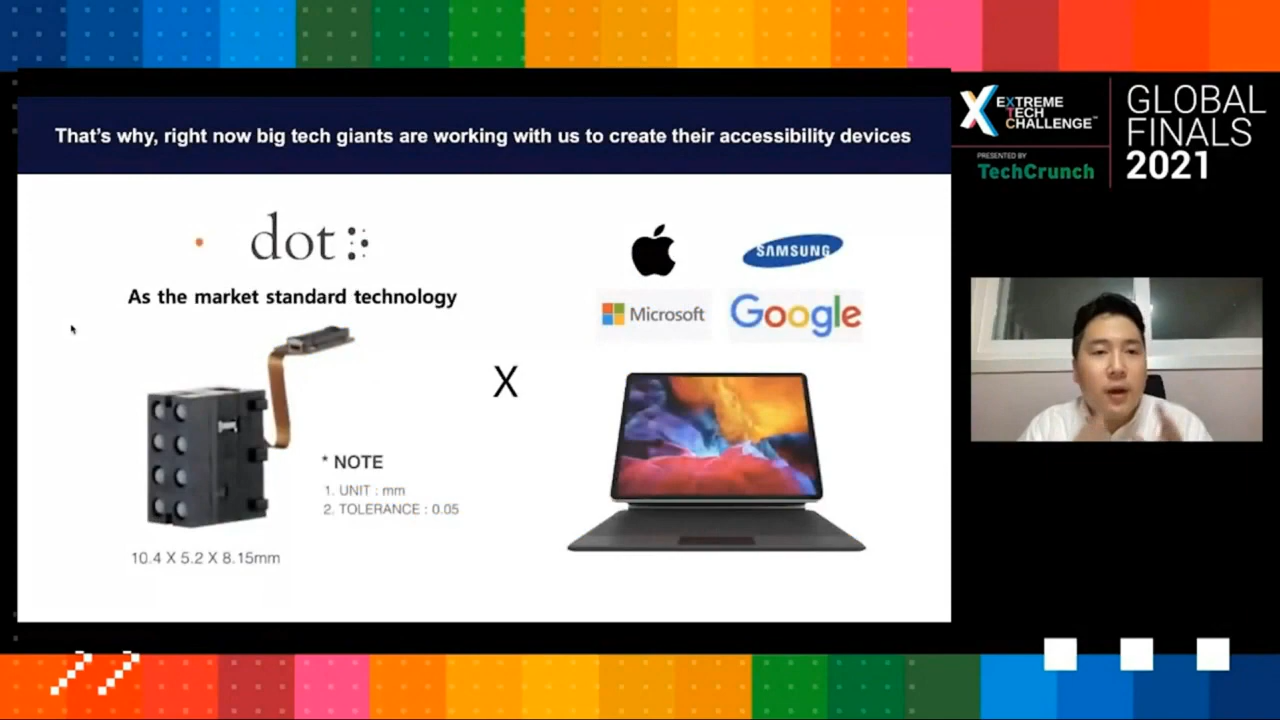 That's why, right now big tech giants are working with us to create their accessibility devices
dot
As the market standard technology
* NOTE
1. UNIT : mm
2. TOLERANCE : 0.05
10.4 X 5.2 X 8.15mm
X
SAMSUNG
Microsoft
Google
EXTREME
TECH
CHALLENGE™
PRESENTED BY
TechCrunch
GLOBAL
FINALS
2021